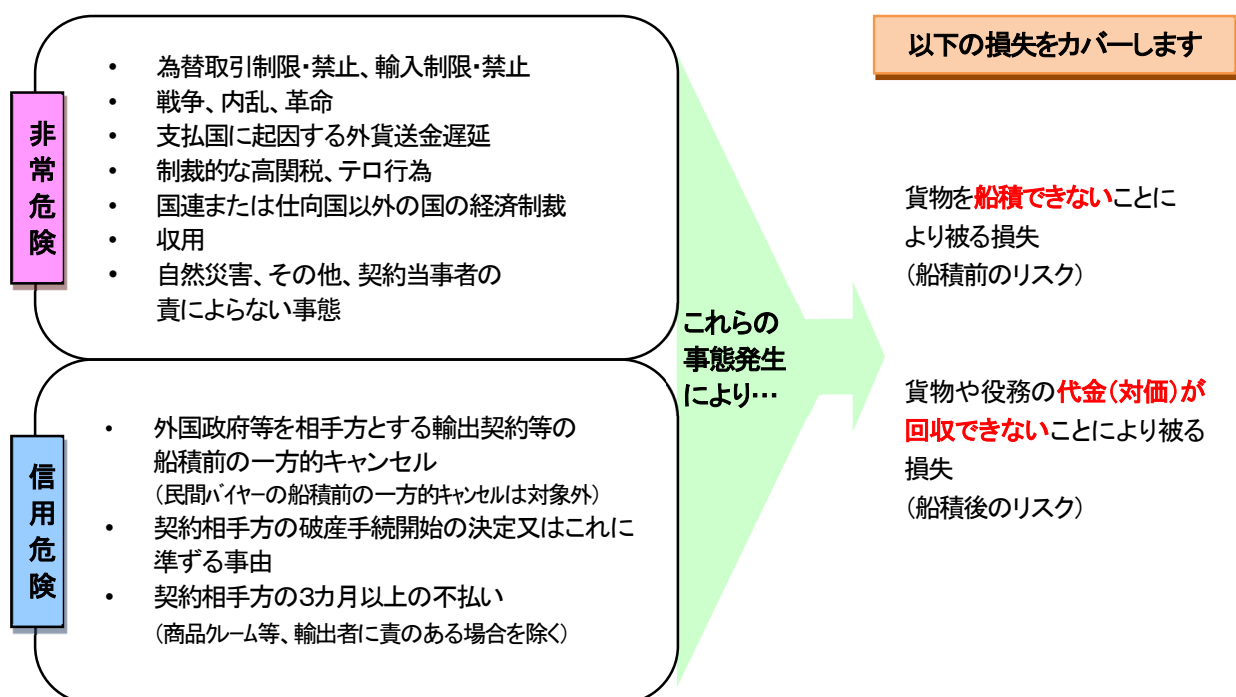 非常危険
• 為替取引制限・禁止、輸入制限・禁止
• 戦争、内乱、革命
• 支払国に起因する外貨送金遅延
• 制裁的な高関税、テロ行為
• 国連または仕向国以外の国の経済制裁
• 収用
• 自然災害、その他、契約当事者の
責によらない事態
信用危険
• 外国政府等を相手方とする輸出契約等の
船積前の一方的キャンセル
(民間バイヤーの船積前の一方的キャンセルは対象外)
• 契約相手方の破産手続開始の決定又はこれに
準ずる事由
• 契約相手方の3カ月以上の不払い
(商品クレーム等、輸出者に責のある場合を除く)
これらの
事態発生
により…
以下の損失をカバーします
貨物を船積できないことに
より被る損失
(船積前のリスク)
貨物や役務の代金(対価)が
回収できないことにより被る
損失
(船積後のリスク)